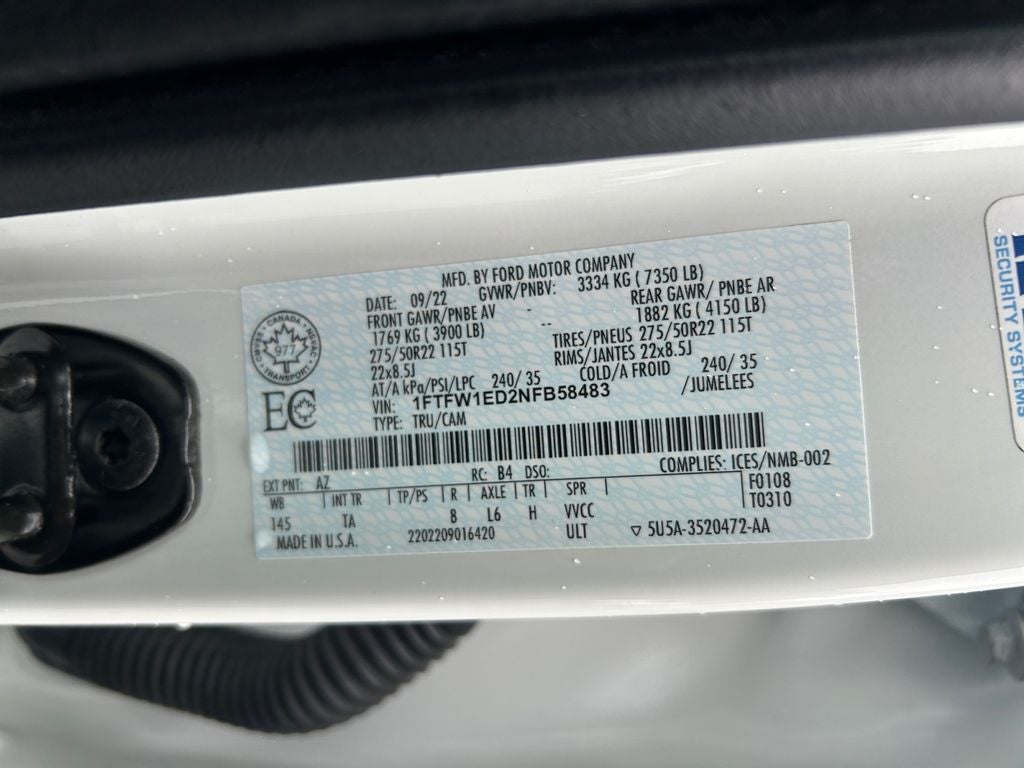 MFD. BY FORD MOTOR COMPANY
DATE: 09/22 GVWR/PNBV: 3334 KG ( 7350 LB)
FRONT GAWR/PNBE AV - REAR GAWR/ PNBE AR
1769 KG ( 3900 LB) -- 1882 KG ( 4150 LB)
275/50R22 115T TIRES/PNEUS 275/50R22 115T
22x8.5J RIMS/JANTES 22x8.5J
AT/A kPa/PSI/LPC 240/ 35 COLD/A FROID 240/ 35
VIN: 1FTFW1ED2NFB58483 /JUMELEES
TYPE: TRU/CAM
CANADA
977
TRANSPORT
EC
COMPLIES: ICES/NMB-002
EXT PNT: AZ RC: B4 DSO: F0108
WB INT TR TP/PS R AXLE TR SPR T0310
145 TA 8 L6 H VVCC
MADE IN U.S.A. 2202209016420 ULT ▽ 5U5A-3520472-AA
SECURITY SYSTEMS